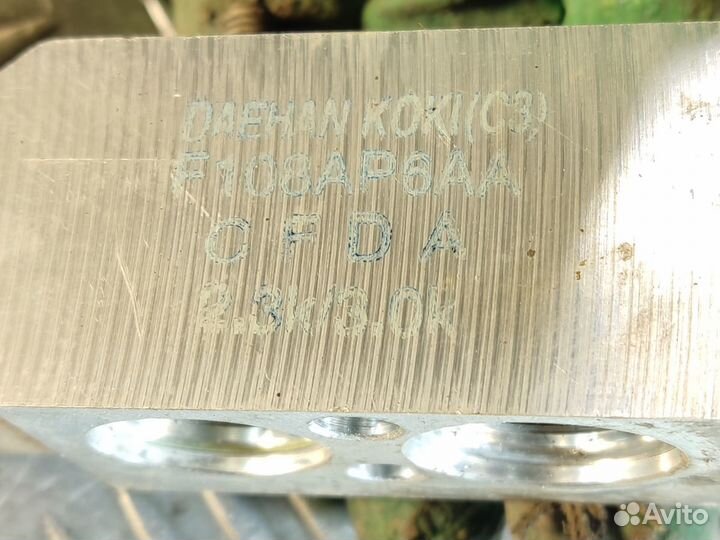 DAEHAN KOKI(C3)
F108AP6AA
C F D A
2.3k/3.0k
Avito